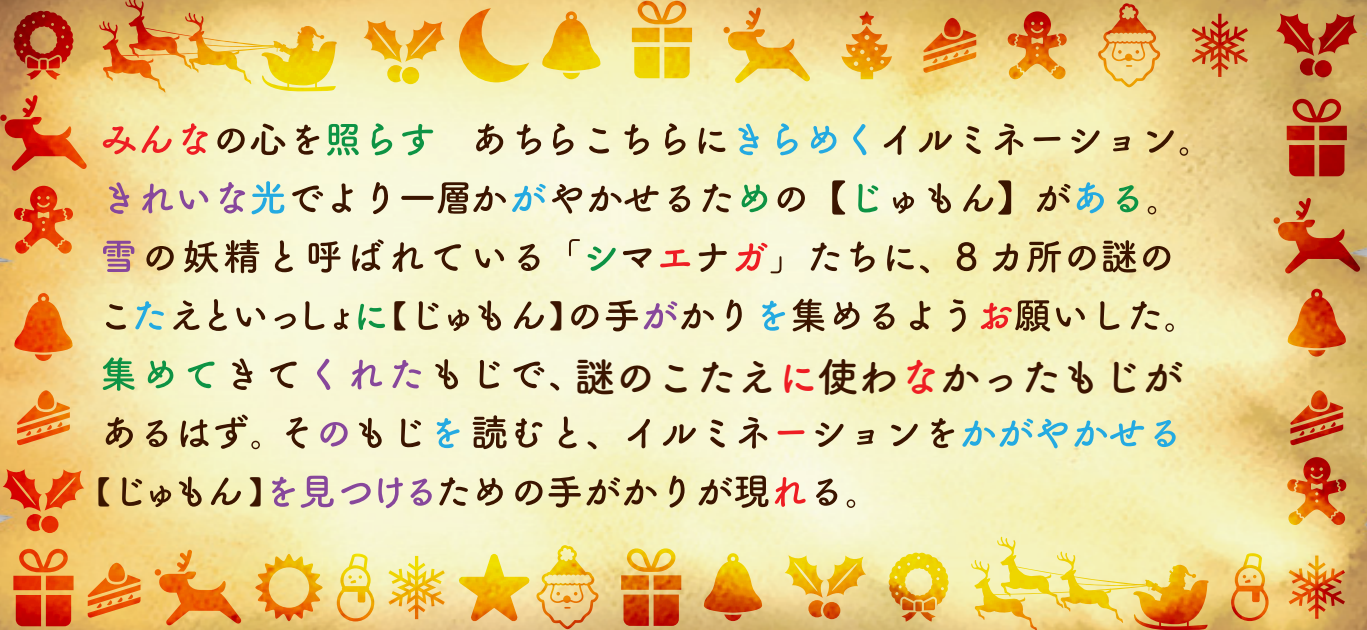 みんなの心を照らす　あちらこちらにきらめくイルミネーション。
きれいな光でより一層かがやかせるための【じゅもん】がある。
雪の妖精と呼ばれている「シマエナガ」たちに、8カ所の謎の
こたえといっしょに【じゅもん】の手がかりを集めるようお願いした。
集めてきてくれたもじで、謎のこたえに使わなかったもじが
あるはず。そのもじを読むと、イルミネーションをかがやかせる
【じゅもん】を見つけるための手がかりが現れる。